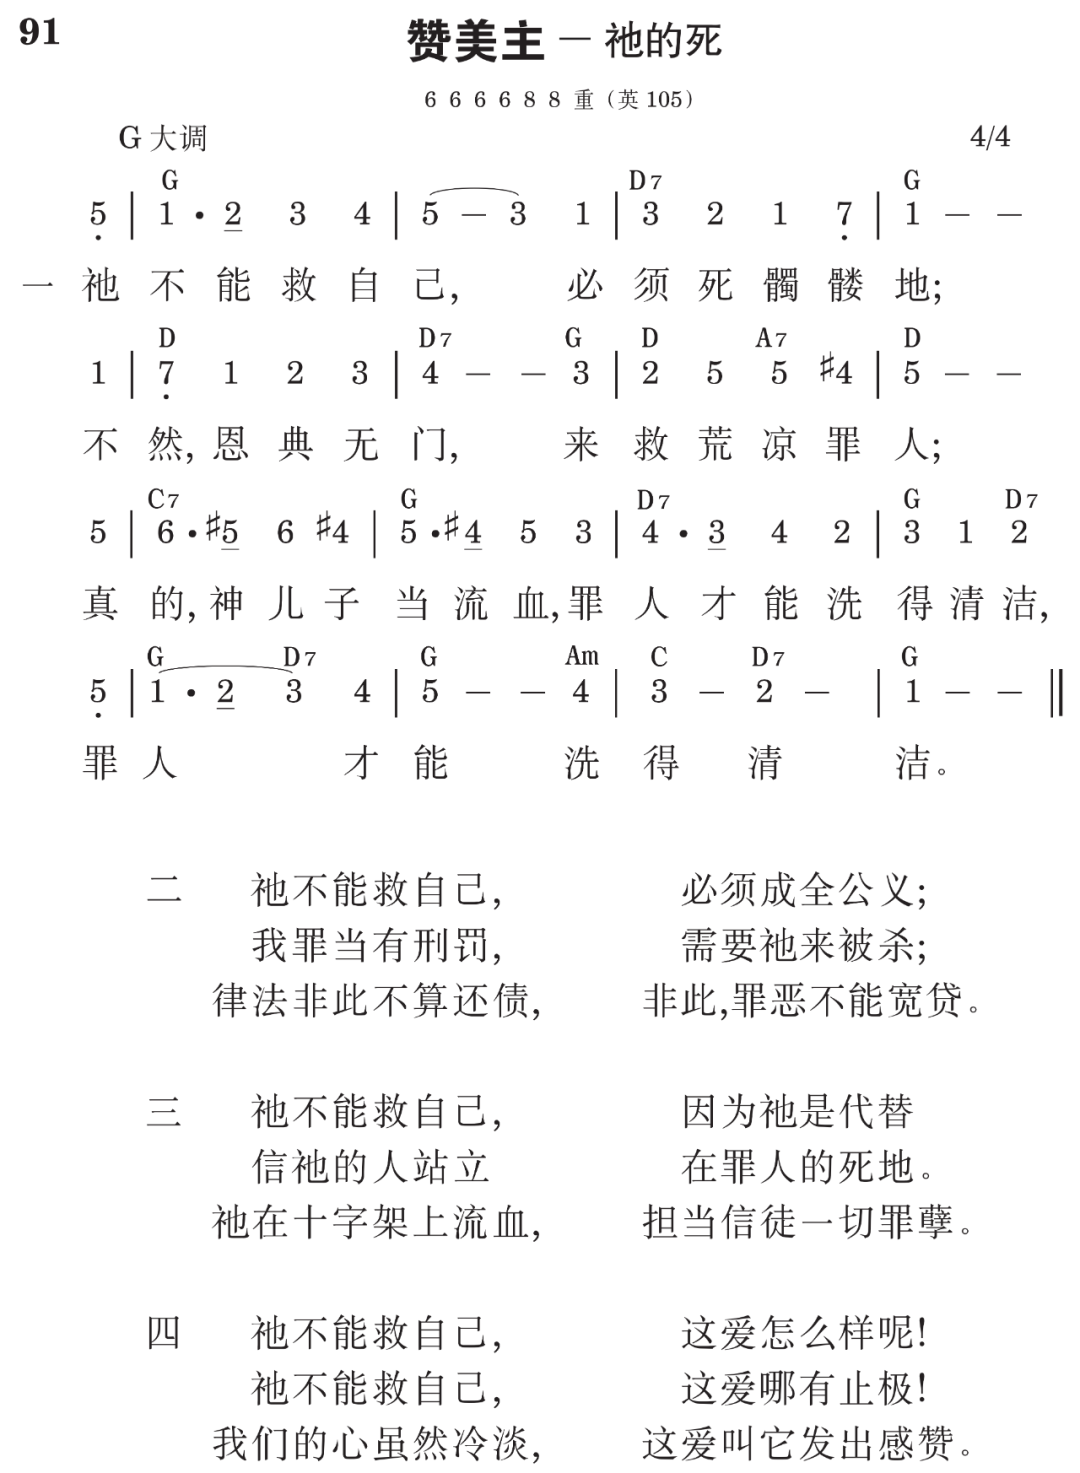 91
赞美主 — 祂的死
6 6 6 6 8 8 重（英 105）
G 大调 4/4
G D7 G
5 | 1 • 2 3 4 | 5 – 3 1 | 3 2 1 7 | 1 – –
一 祂 不 能 救 自 己, 必 须 死 髑 髅 地;
D D7 G D A7 D
1 | 7 1 2 3 | 4 – – 3 | 2 5 5 #4 | 5 – –
不 然, 恩 典 无 门, 来 救 荒 凉 罪 人;
C7 G D7 G D7
5 | 6 • #5 6 #4 | 5 • #4 5 3 | 4 • 3 4 2 | 3 1 2
真 的, 神 儿 子 当 流 血, 罪 人 才 能 洗 得 清 洁,
G D7 G Am C D7 G
5 | 1 • 2 3 4 | 5 – – 4 | 3 – 2 – | 1 – – ‖
罪 人 才 能 洗 得 清 洁。
二 祂不能救自己, 必须成全公义;
我罪当有刑罚, 需要祂来被杀;
律法非此不算还债, 非此,罪恶不能宽贷。
三 祂不能救自己, 因为祂是代替
信祂的人站立 在罪人的死地。
祂在十字架上流血, 担当信徒一切罪孽。
四 祂不能救自己, 这爱怎么样呢!
祂不能救自己, 这爱哪有止极!
我们的心虽然冷淡, 这爱叫它发出感赞。